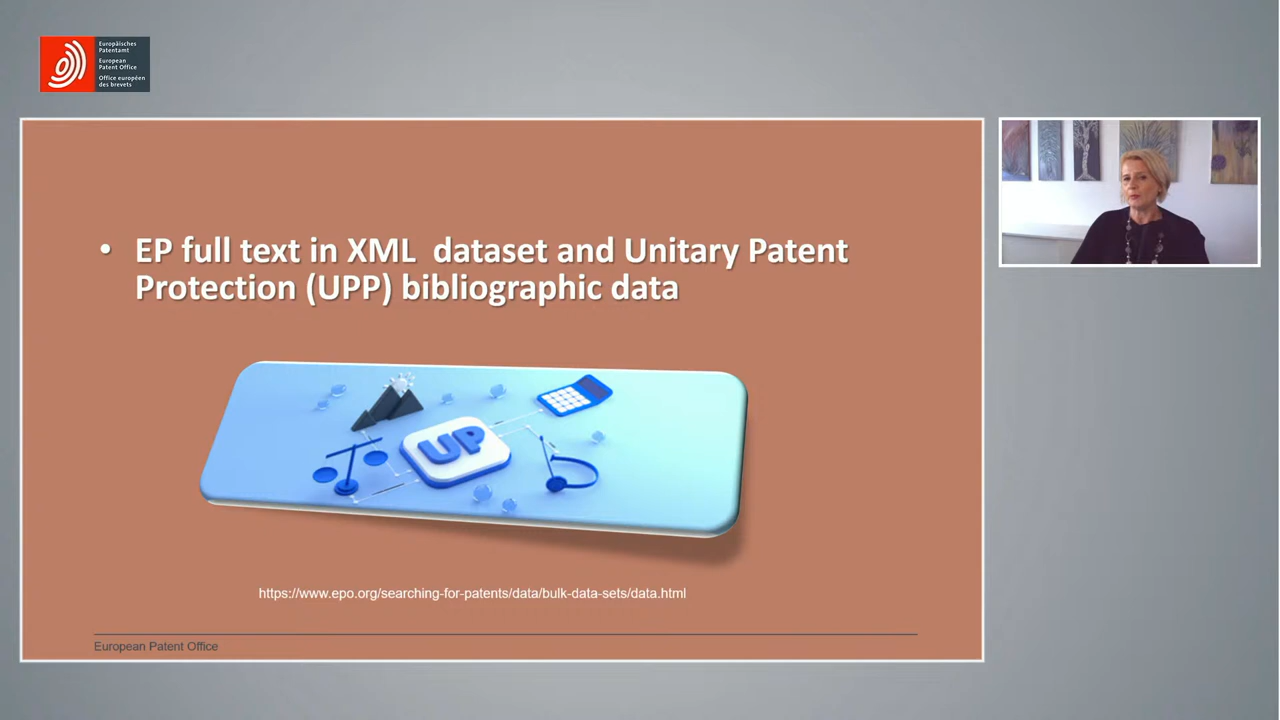 Europäisches
Patentamt
European
Patent Office
Office européen
des brevets
• EP full text in XML  dataset and Unitary Patent
Protection (UPP) bibliographic data
UP
https://www.epo.org/searching-for-patents/data/bulk-data-sets/data.html
European Patent Office